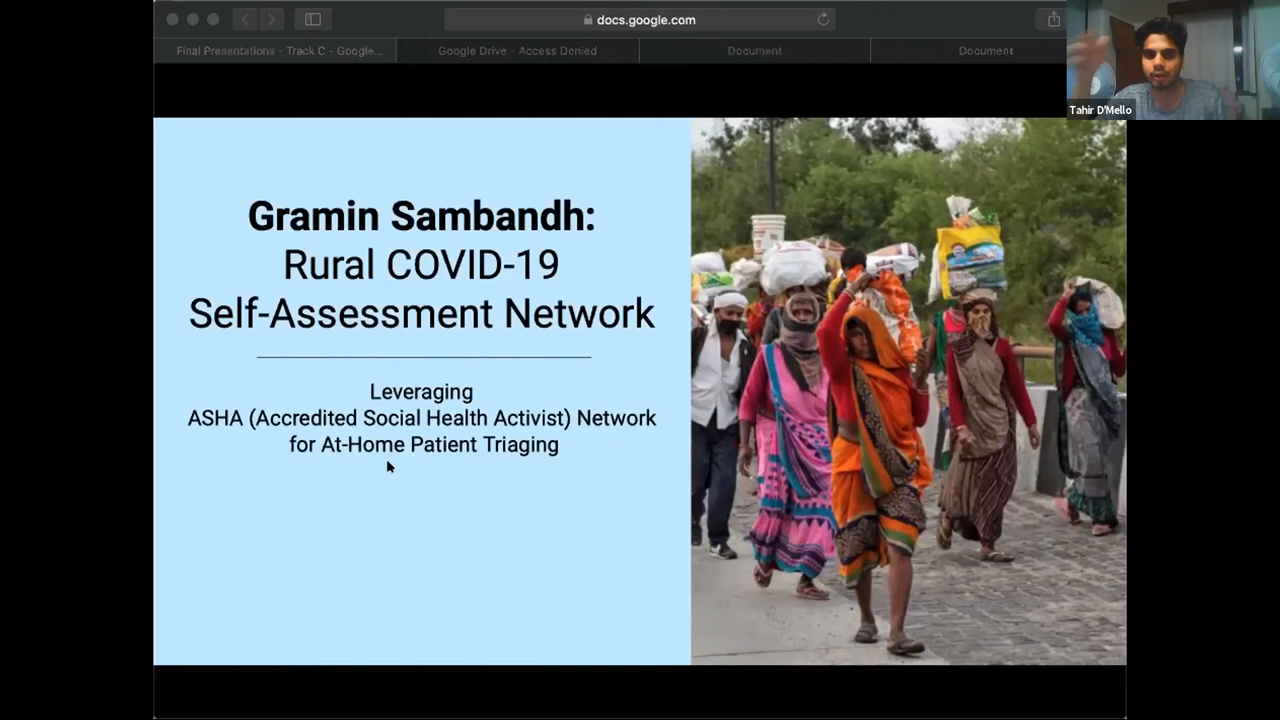 docs.google.com
Final Presentations - Track C - Google...
Google Drive - Access Denied
Document
Document
Tahir D'Mello
Gramin Sambandh:
Rural COVID-19
Self-Assessment Network
Leveraging
ASHA (Accredited Social Health Activist) Network
for At-Home Patient Triaging